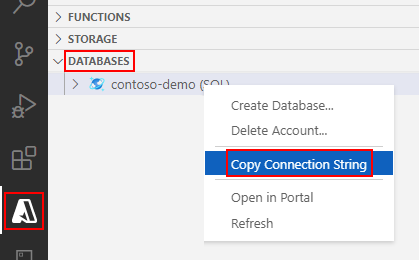 FUNCTIONS
STORAGE
DATABASES
contoso-demo (SQL)
Create Database...
Delete Account...
Copy Connection String
Open in Portal
Refresh